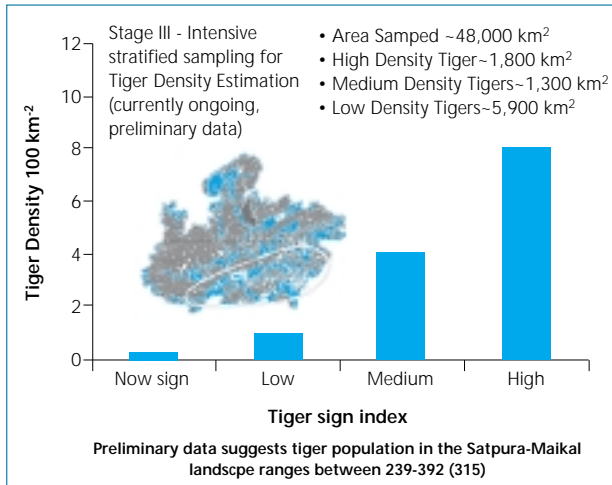 Stage III - Intensive
stratified sampling for
Tiger Density Estimation
(currently ongoing,
preliminary data)
• Area Samped ~48,000 km²
• High Density Tiger~1,800 km²
• Medium Density Tigers~1,300 km²
• Low Density Tigers~5,900 km²
Tiger Density 100 km⁻²
12
10
8
6
4
2
0
Now sign Low Medium High
Tiger sign index
Preliminary data suggests tiger population in the Satpura-Maikal
landscpe ranges between 239-392 (315)